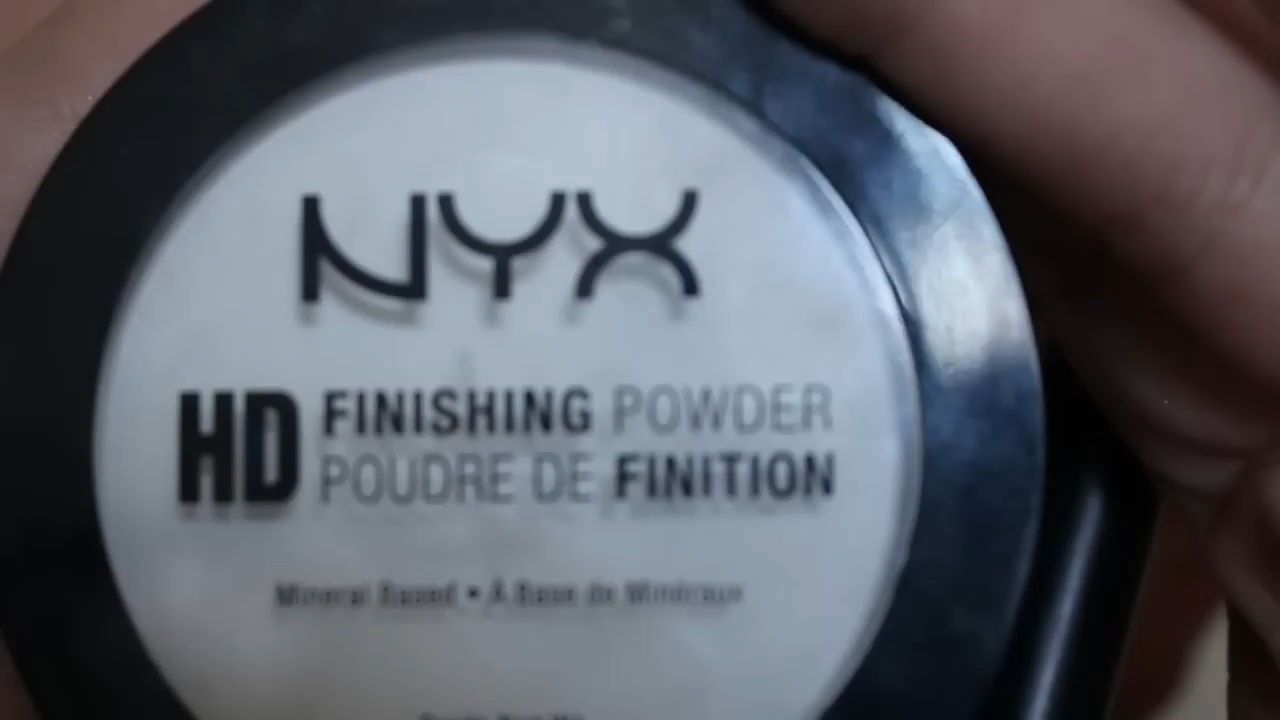 NYX
HD FINISHING POWDER
POUDRE DE FINITION
Mineral Based • À Base de Minéraux